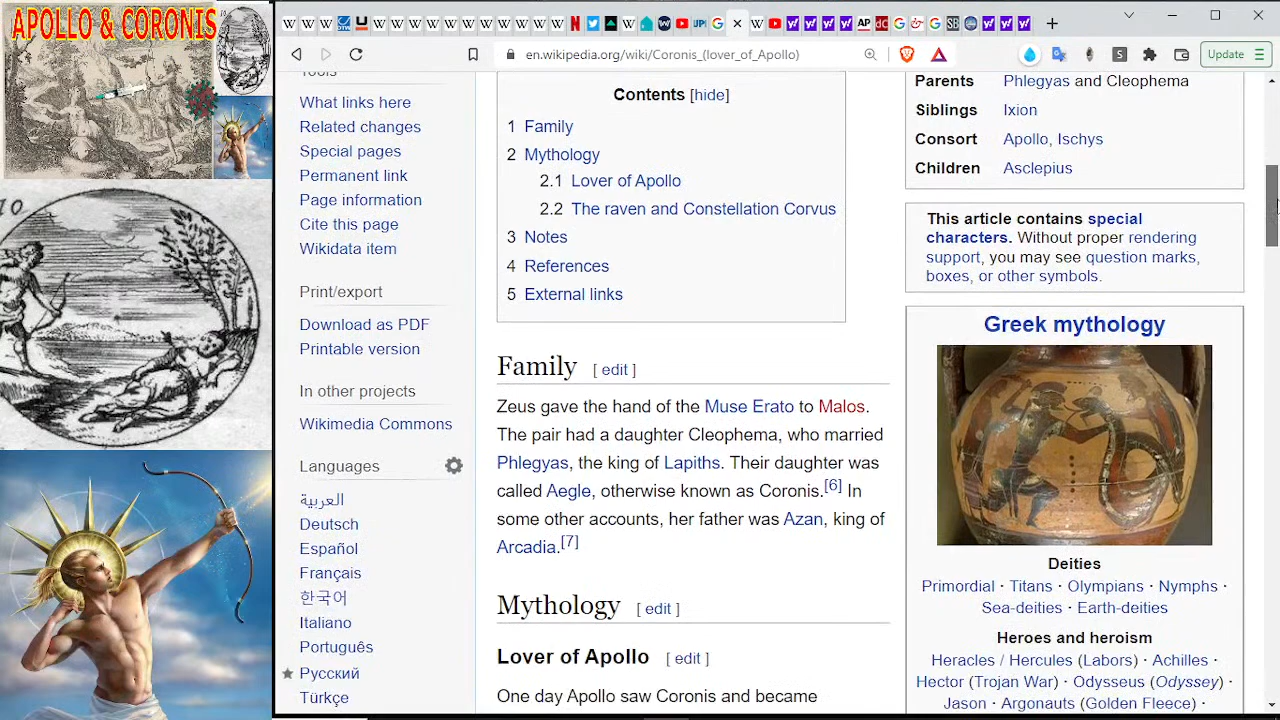 APOLLO & CORONIS
10
en.wikipedia.org/wiki/Coronis_(lover_of_Apollo)
Update
Tools
What links here
Related changes
Special pages
Permanent link
Page information
Cite this page
Wikidata item
Print/export
Download as PDF
Printable version
In other projects
Wikimedia Commons
Languages
العربية
Deutsch
Español
Français
한국어
Italiano
Português
Русский
Türkçe
Contents [hide]
1 Family
2 Mythology
2.1 Lover of Apollo
2.2 The raven and Constellation Corvus
3 Notes
4 References
5 External links
Family [ edit ]
Zeus gave the hand of the Muse Erato to Malos.
The pair had a daughter Cleophema, who married
Phlegyas, the king of Lapiths. Their daughter was
called Aegle, otherwise known as Coronis.[6] In
some other accounts, her father was Azan, king of
Arcadia.[7]
Mythology [ edit ]
Lover of Apollo [ edit ]
One day Apollo saw Coronis and became
Parents Phlegyas and Cleophema
Siblings Ixion
Consort Apollo, Ischys
Children Asclepius
This article contains special
characters. Without proper rendering
support, you may see question marks,
boxes, or other symbols.
Greek mythology
Deities
Primordial · Titans · Olympians · Nymphs ·
Sea-deities · Earth-deities
Heroes and heroism
Heracles / Hercules (Labors) · Achilles ·
Hector (Trojan War) · Odysseus (Odyssey) ·
Jason · Argonauts (Golden Fleece) ·